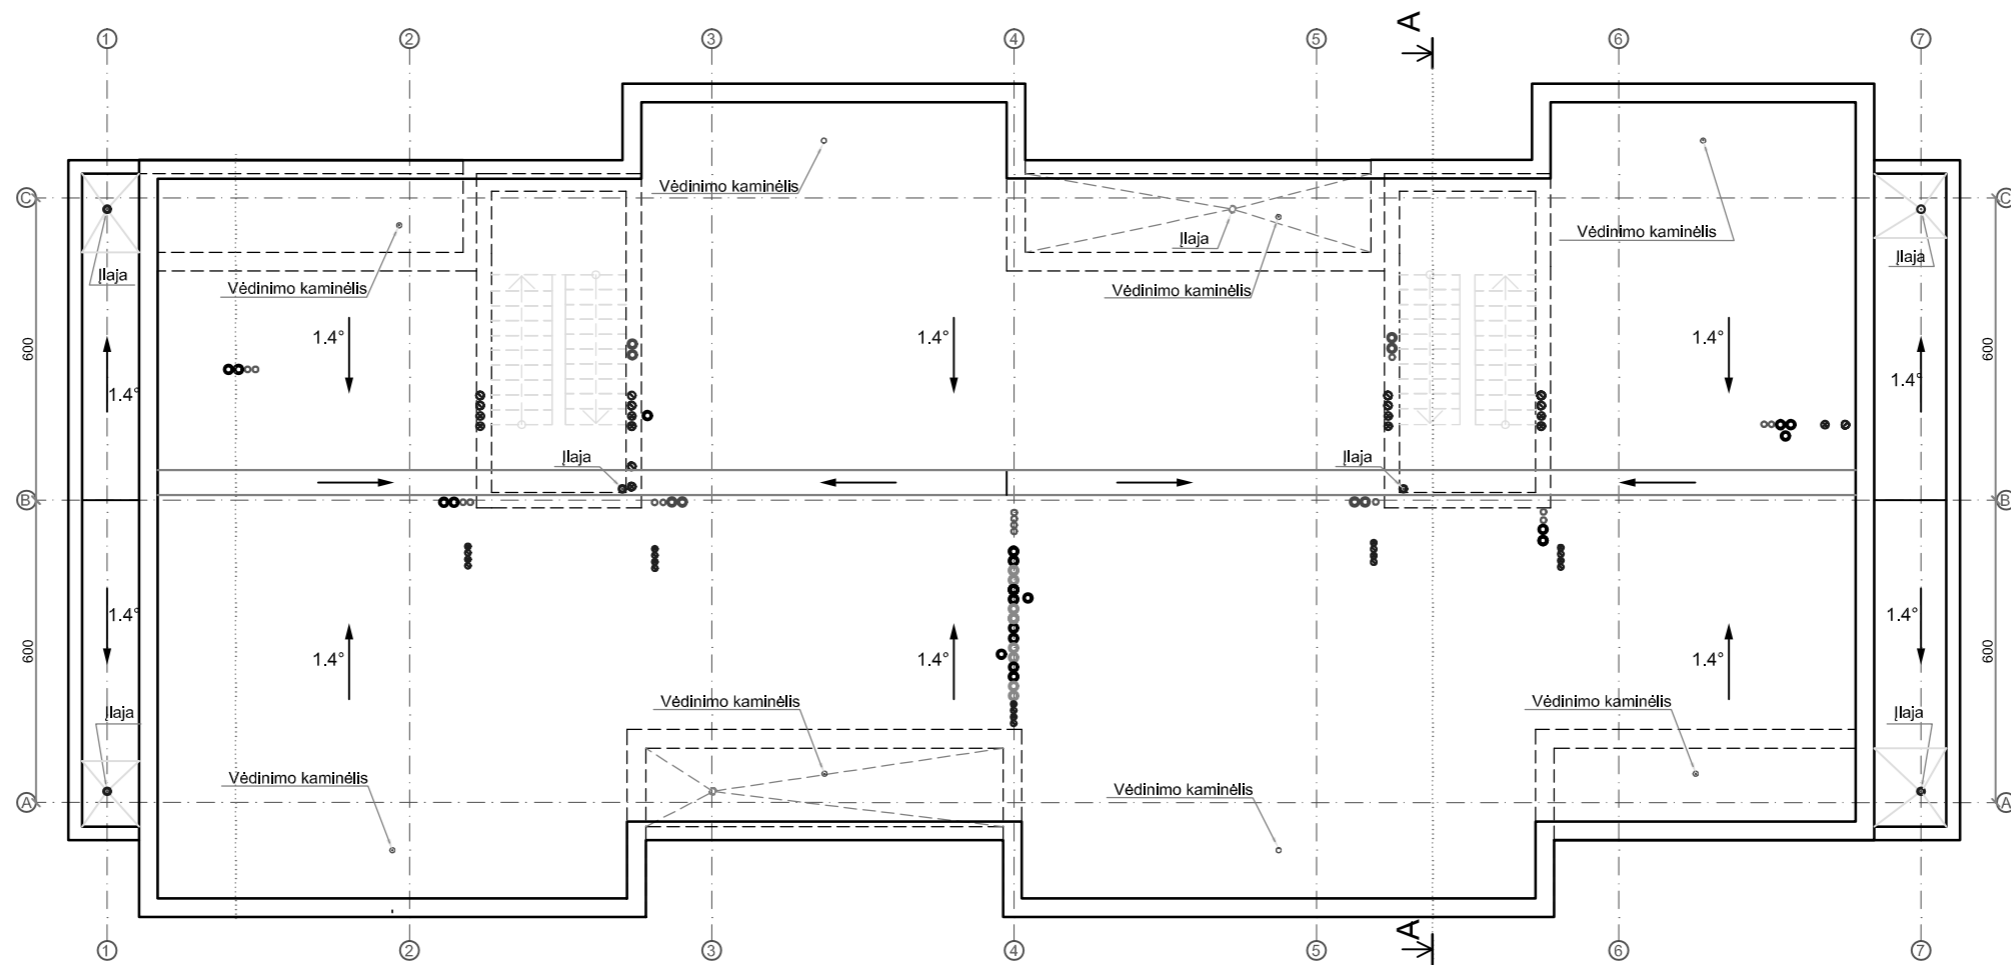 A
1 2 3 4 5 6 7
Vėdinimo kaminėlis
C C
Įlaja Vėdinimo kaminėlis
Įlaja Įlaja
Vėdinimo kaminėlis Vėdinimo kaminėlis
1.4° 1.4° 1.4°
600 600
1.4° 1.4°
Įlaja Įlaja
B B
1.4° 1.4°
600 1.4° 1.4° 1.4° 600
Vėdinimo kaminėlis Vėdinimo kaminėlis
Įlaja Įlaja
Vėdinimo kaminėlis Vėdinimo kaminėlis
A A
A
1 2 3 4 5 6 7